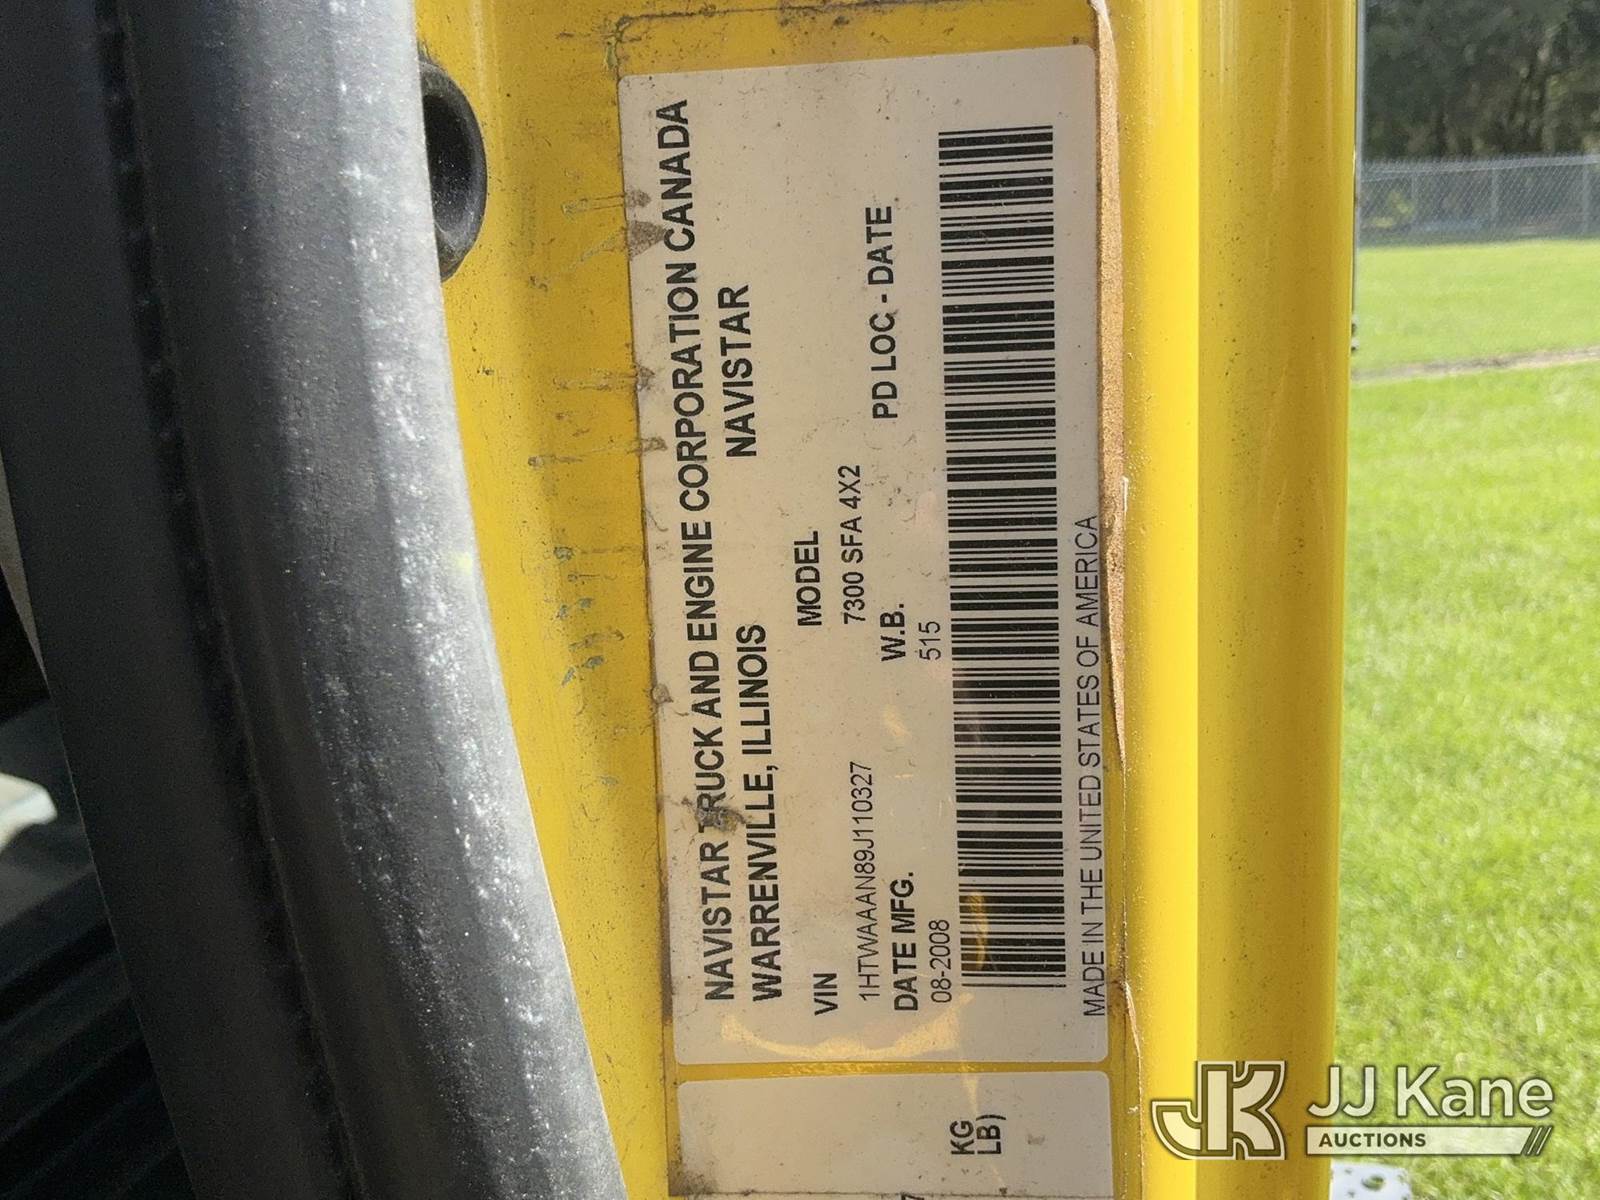 NAVISTAR TRUCK AND ENGINE CORPORATION CANADA
WARRENVILLE, ILLINOIS NAVISTAR
VIN MODEL
1HTWAAAN89J110327 7300 SFA 4X2
DATE MFG. W.B. PD LOC - DATE
08-2008 515
MADE IN THE UNITED STATES OF AMERICA
KG
LB)
JK JJ Kane
AUCTIONS